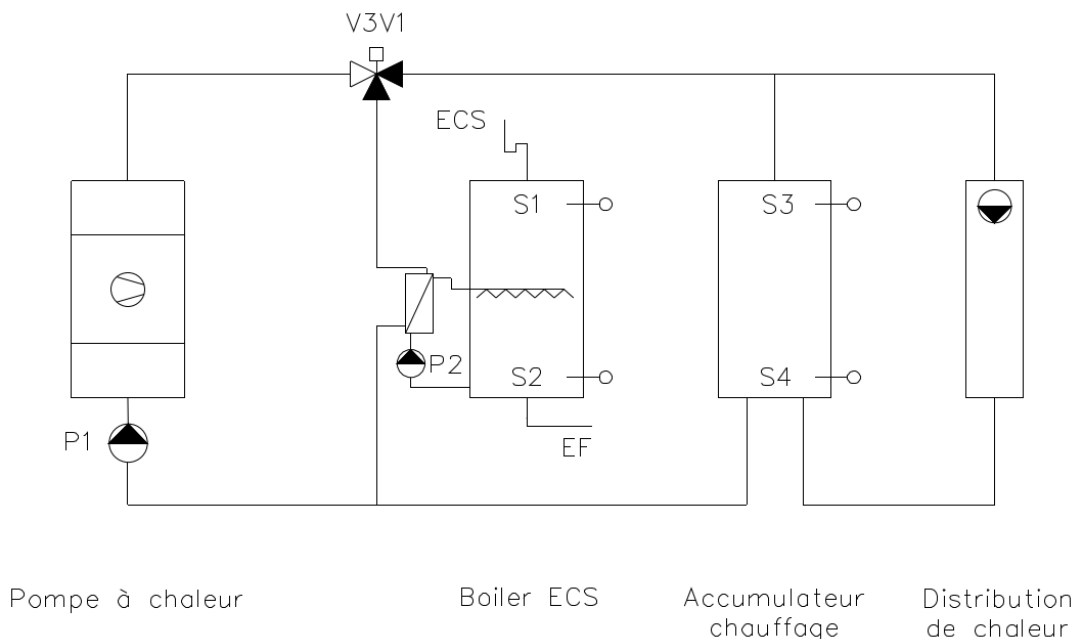 V3V1
ECS
S1
S3
P2
S2
S4
P1
EF
Pompe à chaleur
Boiler ECS
Accumulateur
chauffage
Distribution
de chaleur